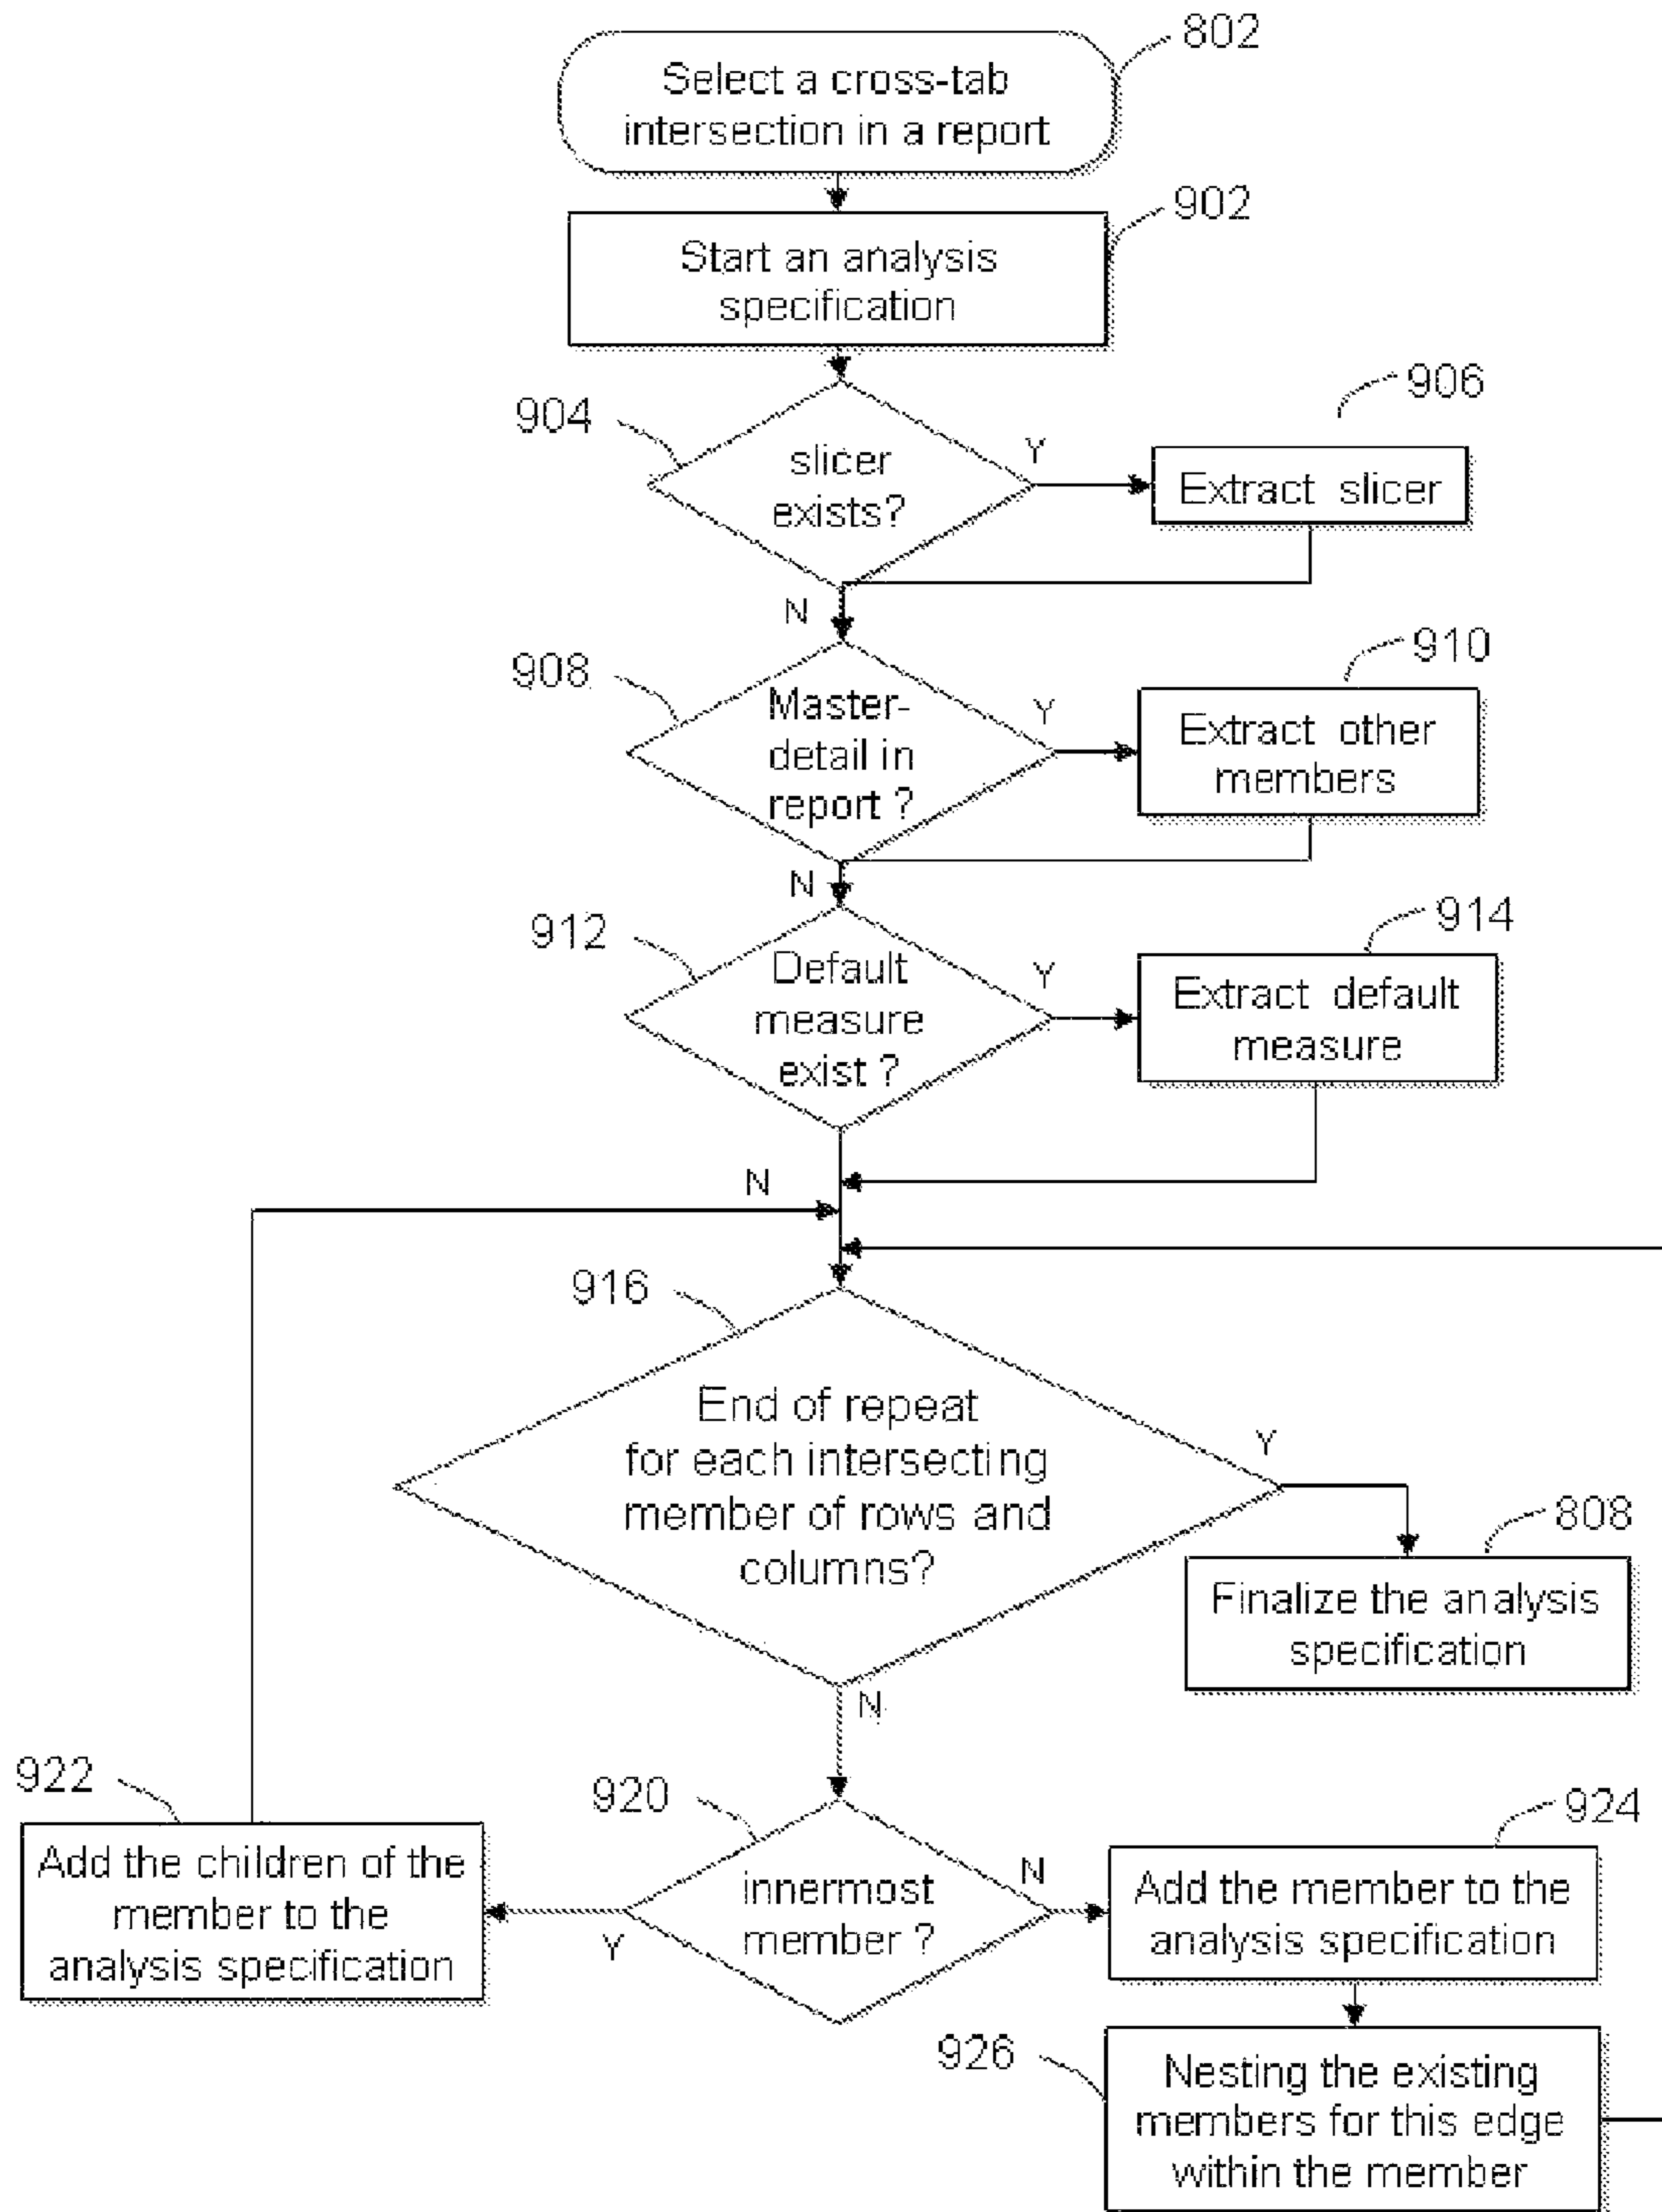 802
Select a cross-tab
intersection in a report
902
Start an analysis
specification
904
slicer
exists?
Y
906
Extract slicer
N
908
Master-
detail in
report ?
Y
910
Extract other
members
N
912
Default
measure
exist ?
Y
914
Extract default
measure
N
916
End of repeat
for each intersecting
member of rows and
columns?
Y
808
Finalize the analysis
specification
N
922
Add the children of the
member to the
analysis specification
920
innermost
member ?
Y
N
924
Add the member to the
analysis specification
926
Nesting the existing
members for this edge
within the member